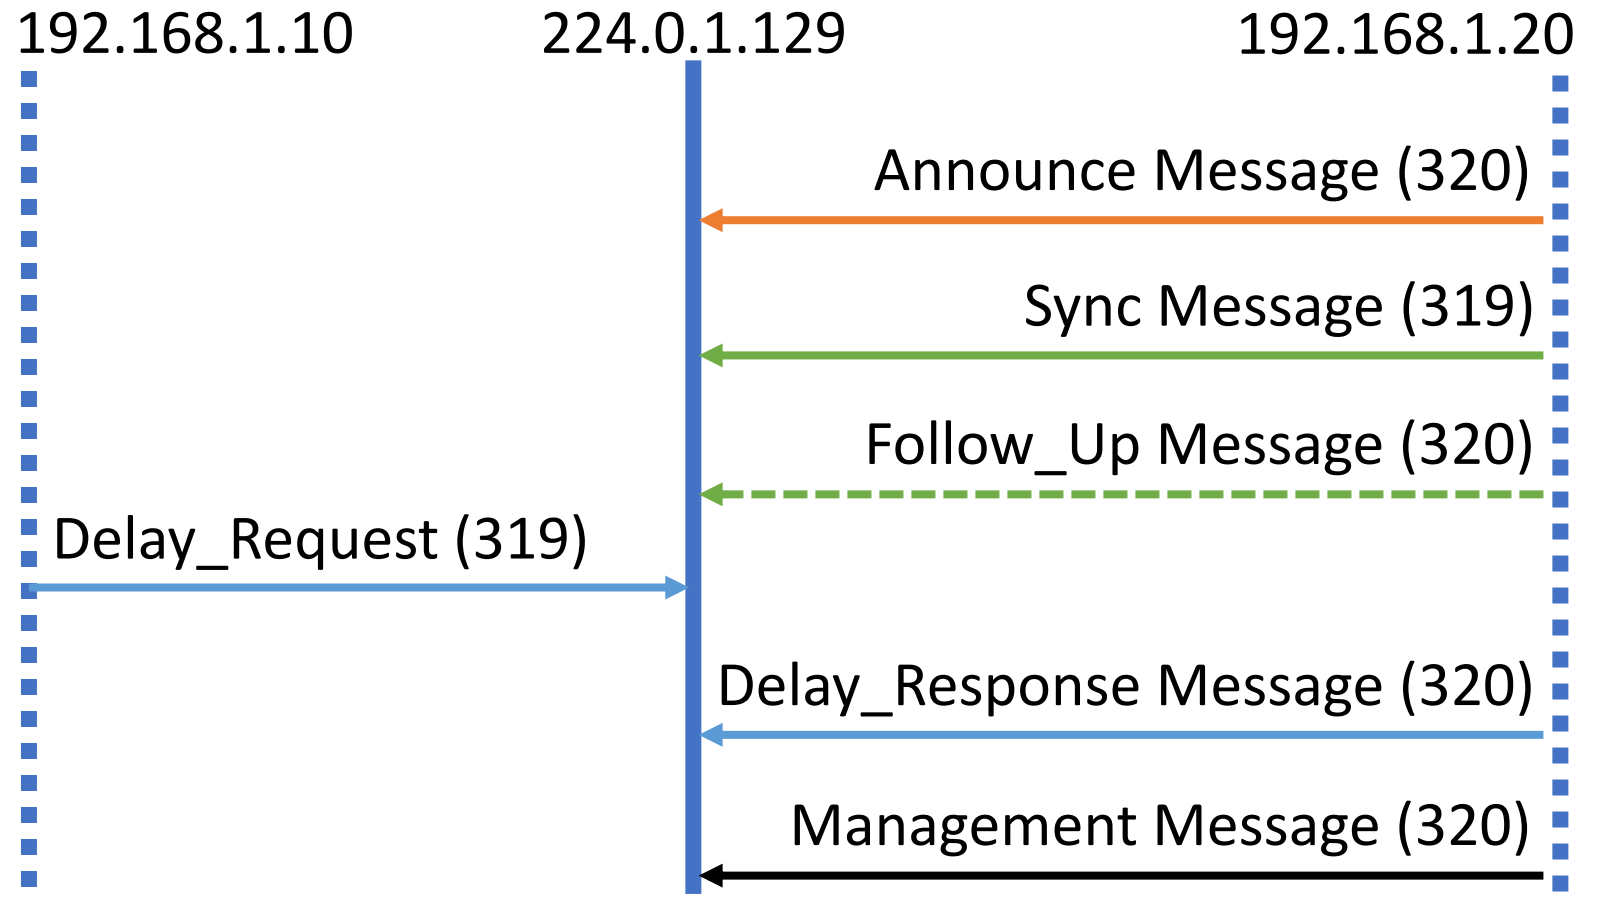 192.168.1.10 224.0.1.129 192.168.1.20
Announce Message (320)
Sync Message (319)
Follow_Up Message (320)
Delay_Request (319)
Delay_Response Message (320)
Management Message (320)